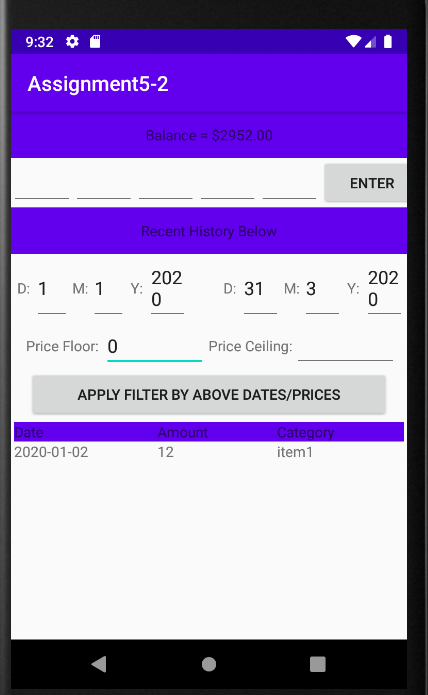 9:32
Assignment5-2
Balance = $2952.00
ENTER
Recent History Below
D: 1 M: 1 Y: 202
0 D: 31 M: 3 Y: 202
0
Price Floor: 0 Price Ceiling:
APPLY FILTER BY ABOVE DATES/PRICES
Date Amount Category
2020-01-02 12 item1